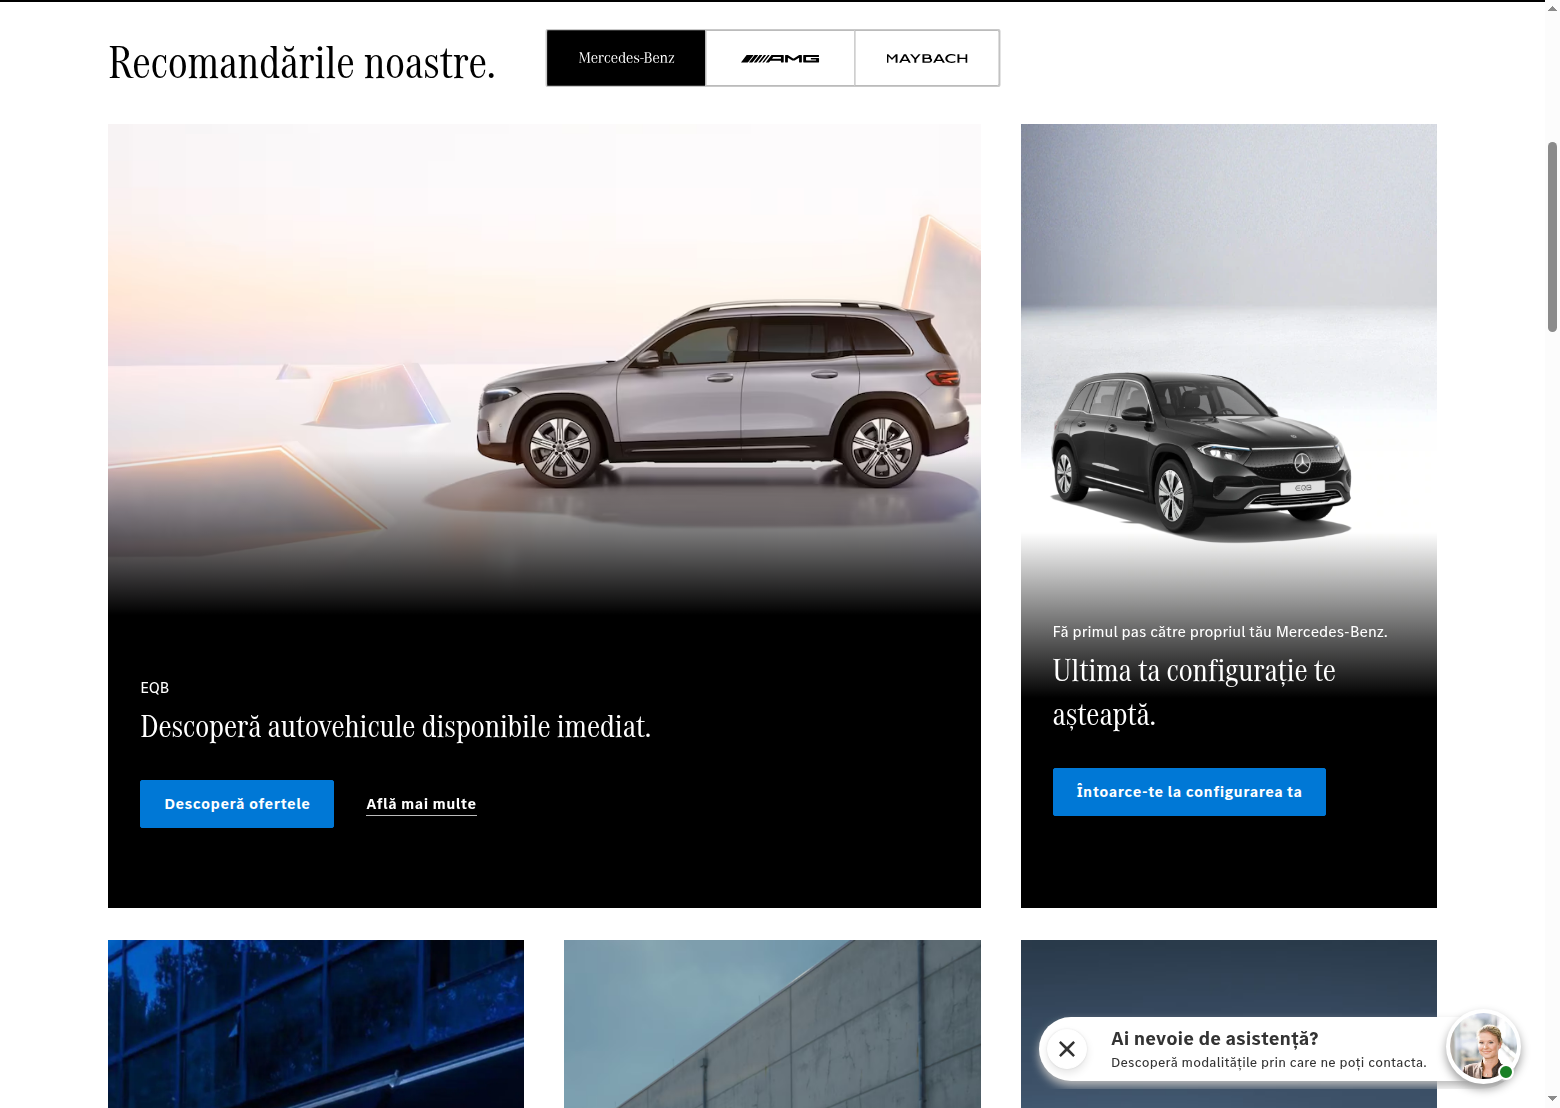 Recomandările noastre.
Mercedes-Benz
AMG
MAYBACH
EQB
Descoperă autovehicule disponibile imediat.
Descoperă ofertele
Află mai multe
EQB
Fă primul pas către propriul tău Mercedes-Benz.
Ultima ta configurație te
așteaptă.
Întoarce-te la configurarea ta
Ai nevoie de asistență?
Descoperă modalitățile prin care ne poți contacta.